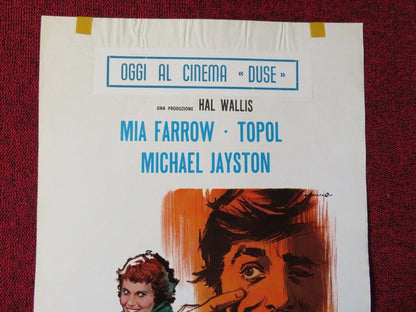 OGGI AL CINEMA « DUSE »
UNA PRODUZIONE HAL WALLIS
MIA FARROW · TOPOL
MICHAEL JAYSTON